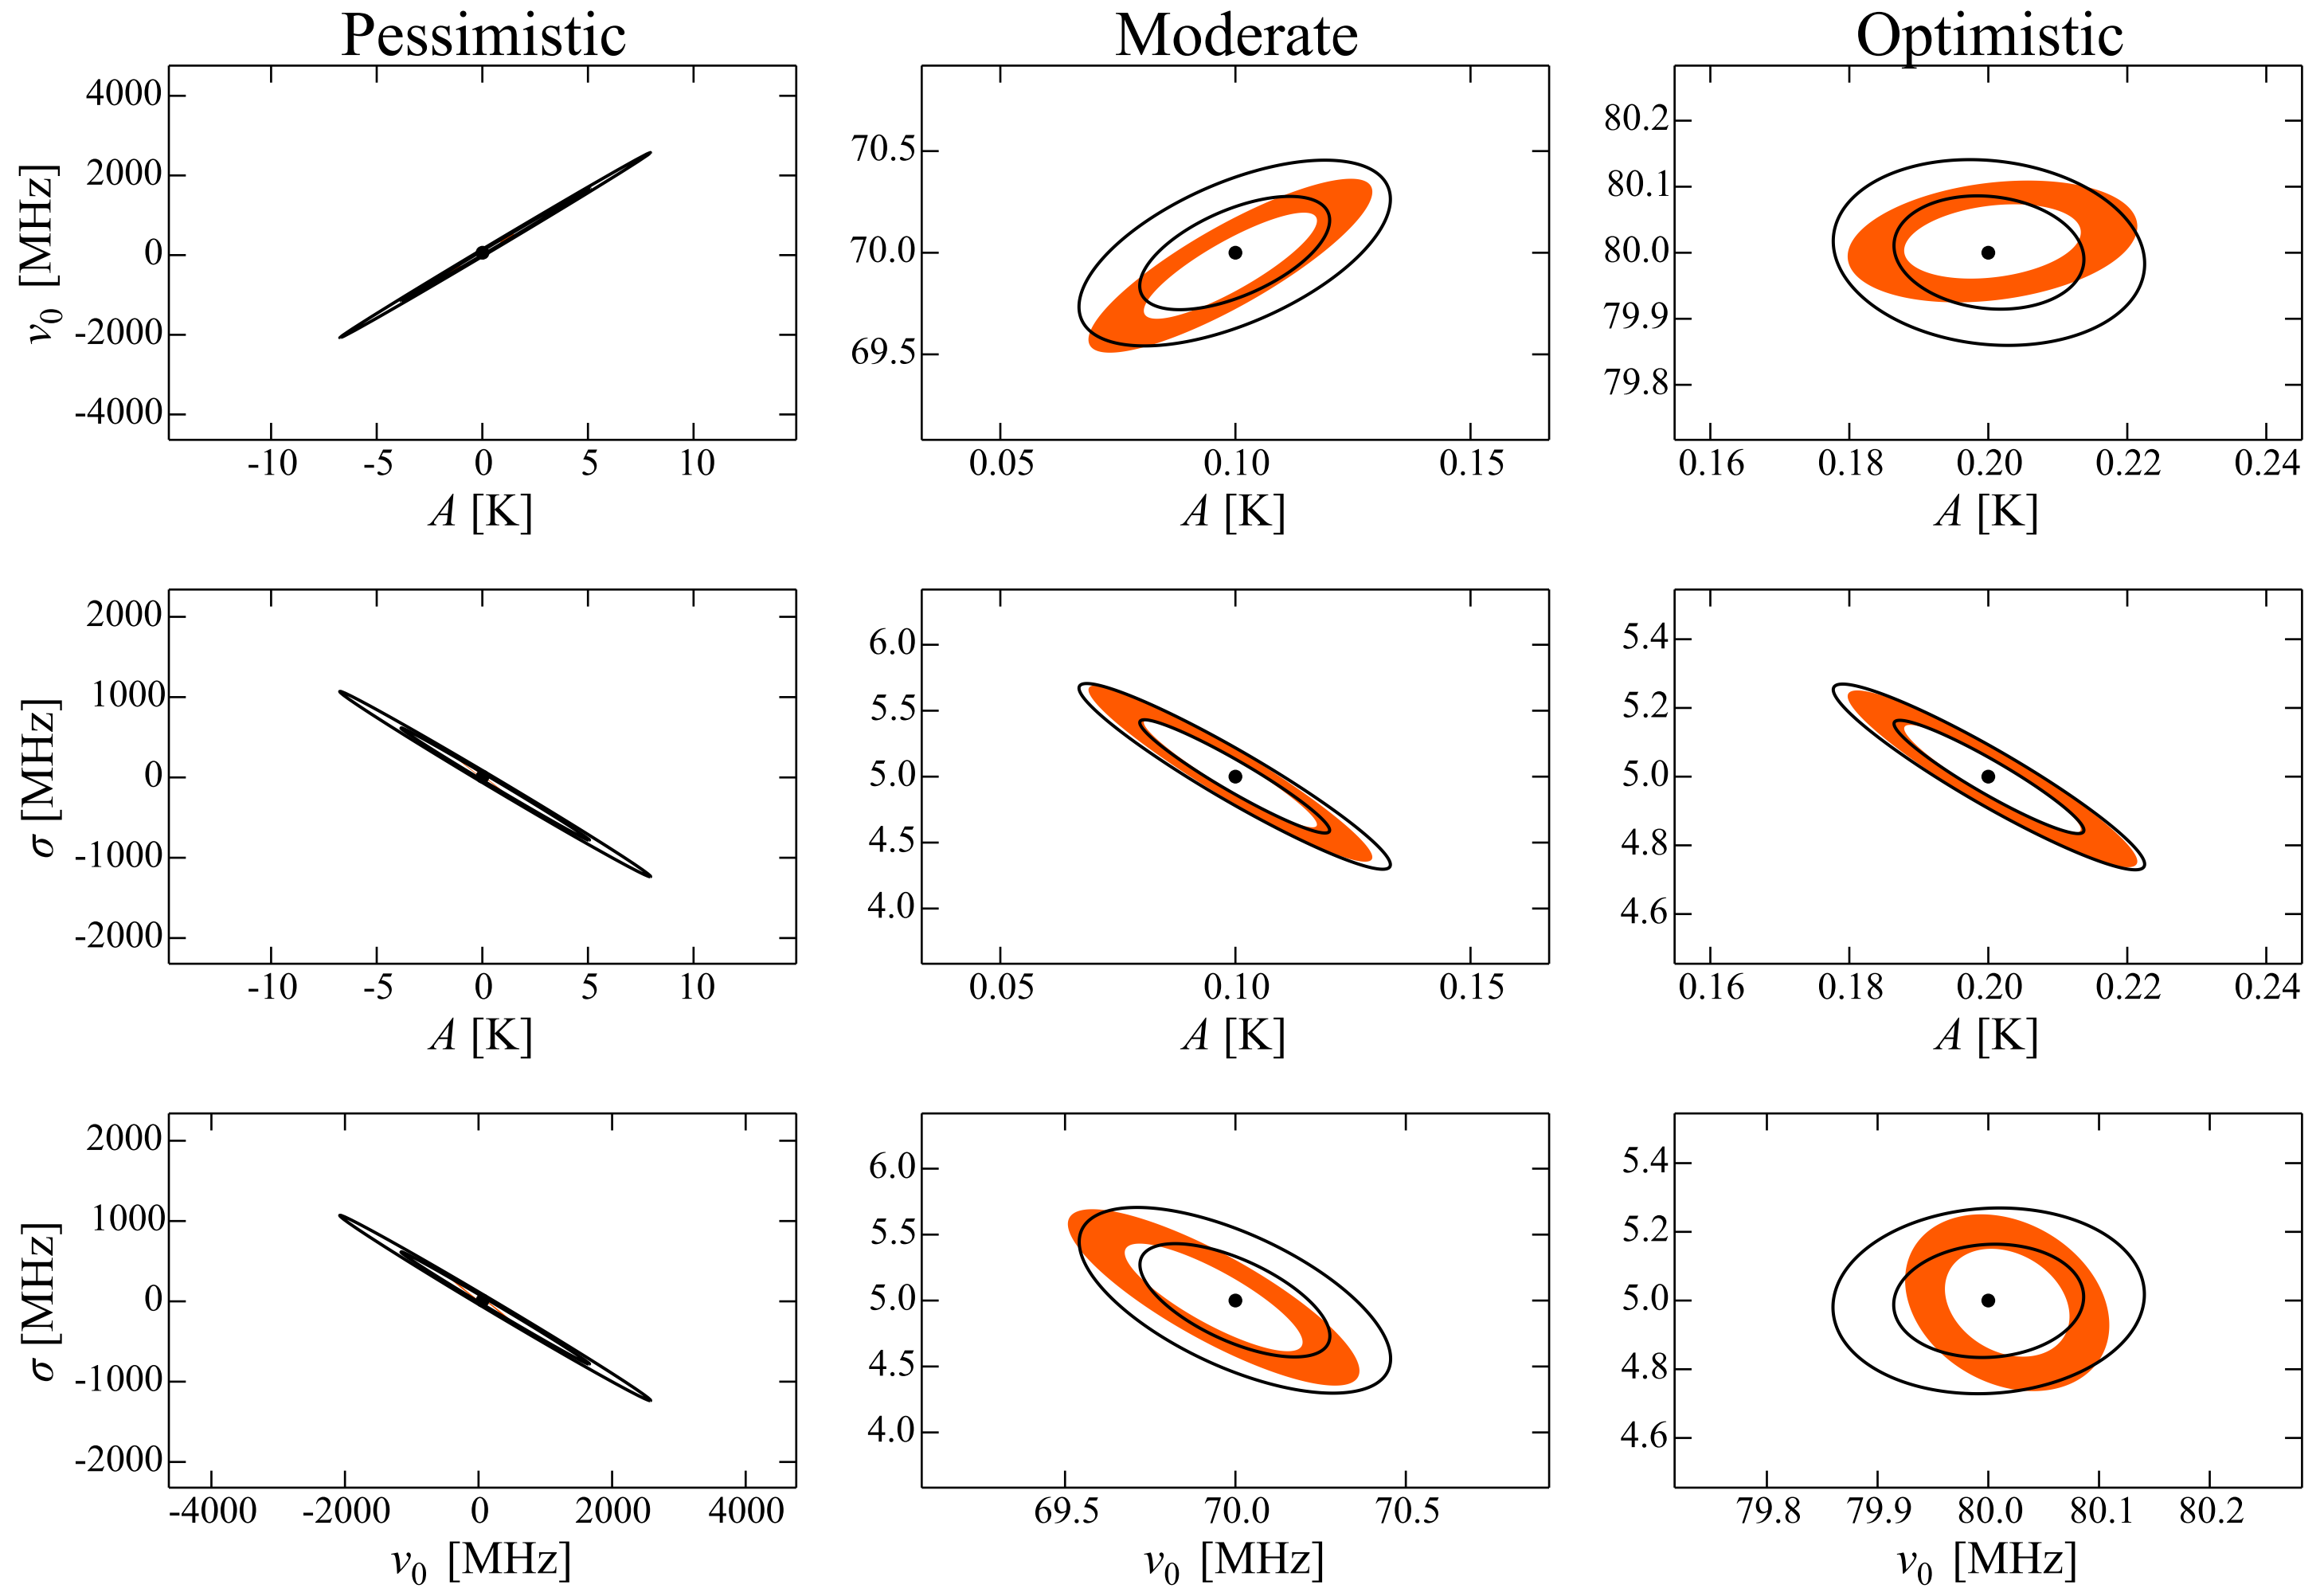 Pessimistic Moderate Optimistic
4000
2000
0
-2000
-4000
ν0 [MHz]
-10 -5 0 5 10
A [K]
70.5
70.0
69.5
0.05 0.10 0.15
A [K]
80.2
80.1
80.0
79.9
79.8
0.16 0.18 0.20 0.22 0.24
A [K]
2000
1000
0
-1000
-2000
σ [MHz]
-10 -5 0 5 10
A [K]
6.0
5.5
5.0
4.5
4.0
0.05 0.10 0.15
A [K]
5.4
5.2
5.0
4.8
4.6
0.16 0.18 0.20 0.22 0.24
A [K]
2000
1000
0
-1000
-2000
σ [MHz]
-4000 -2000 0 2000 4000
ν0 [MHz]
6.0
5.5
5.0
4.5
4.0
69.5 70.0 70.5
ν0 [MHz]
5.4
5.2
5.0
4.8
4.6
79.8 79.9 80.0 80.1 80.2
ν0 [MHz]